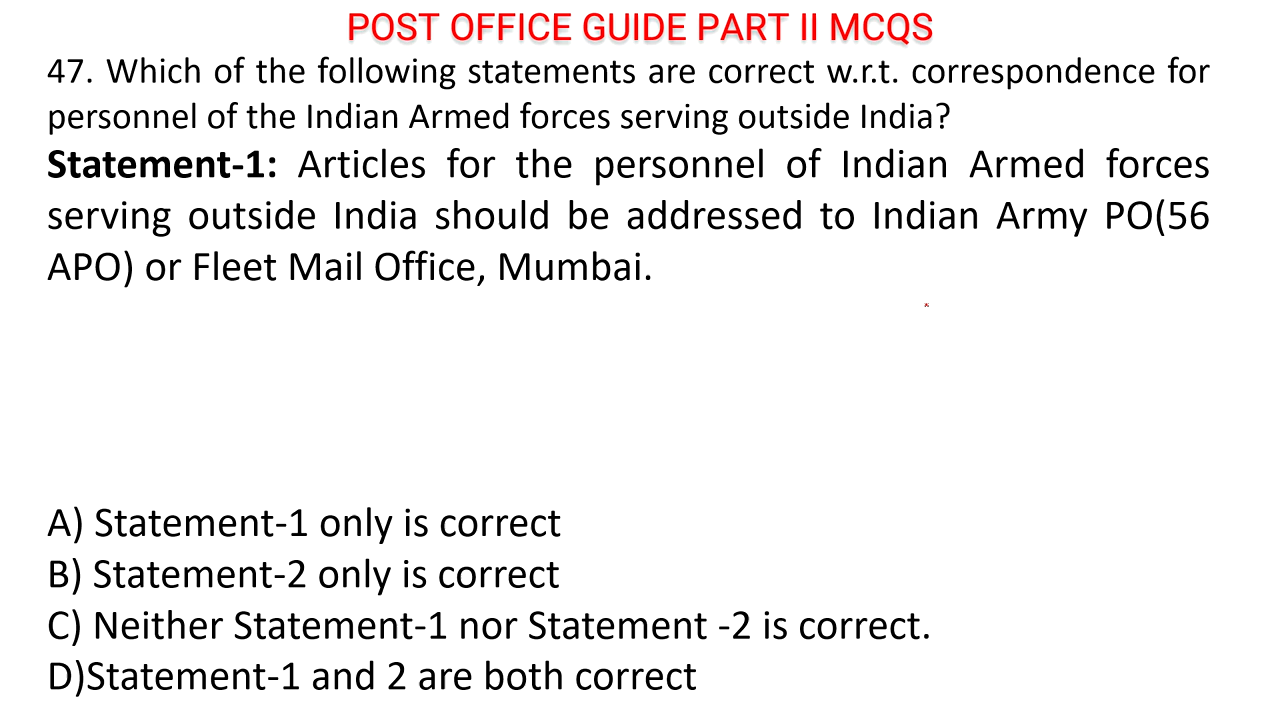 POST OFFICE GUIDE PART II MCQS
47. Which of the following statements are correct w.r.t. correspondence for
personnel of the Indian Armed forces serving outside India?
Statement-1: Articles for the personnel of Indian Armed forces
serving outside India should be addressed to Indian Army PO(56
APO) or Fleet Mail Office, Mumbai.
A) Statement-1 only is correct
B) Statement-2 only is correct
C) Neither Statement-1 nor Statement -2 is correct.
D)Statement-1 and 2 are both correct